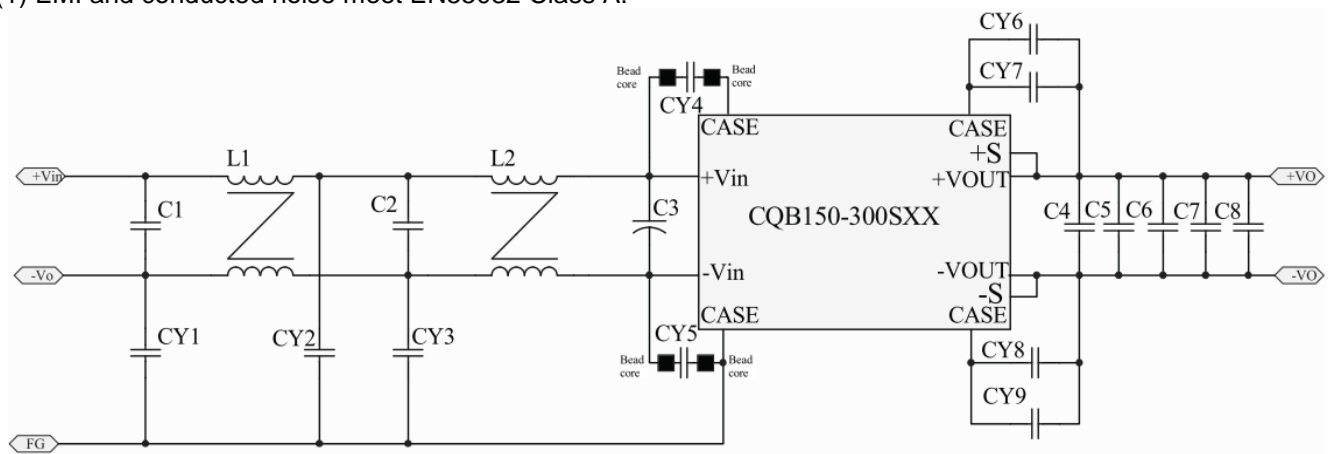 (1) EMI and conducted noise meet EN55032 Class A:
CY6
CY7
Bead core
Bead core
CY4
CASE
CASE
L1
L2
+S
+Vin
+Vin
+VOUT
+VO
C1
C2
C3
CQB150-300SXX
C4
C5
C6
C7
C8
-Vo
-Vin
-VOUT
-VO
-S
CASE
CASE
CY1
CY2
CY3
CY5
CY8
Bead core
Bead core
CY9
FG